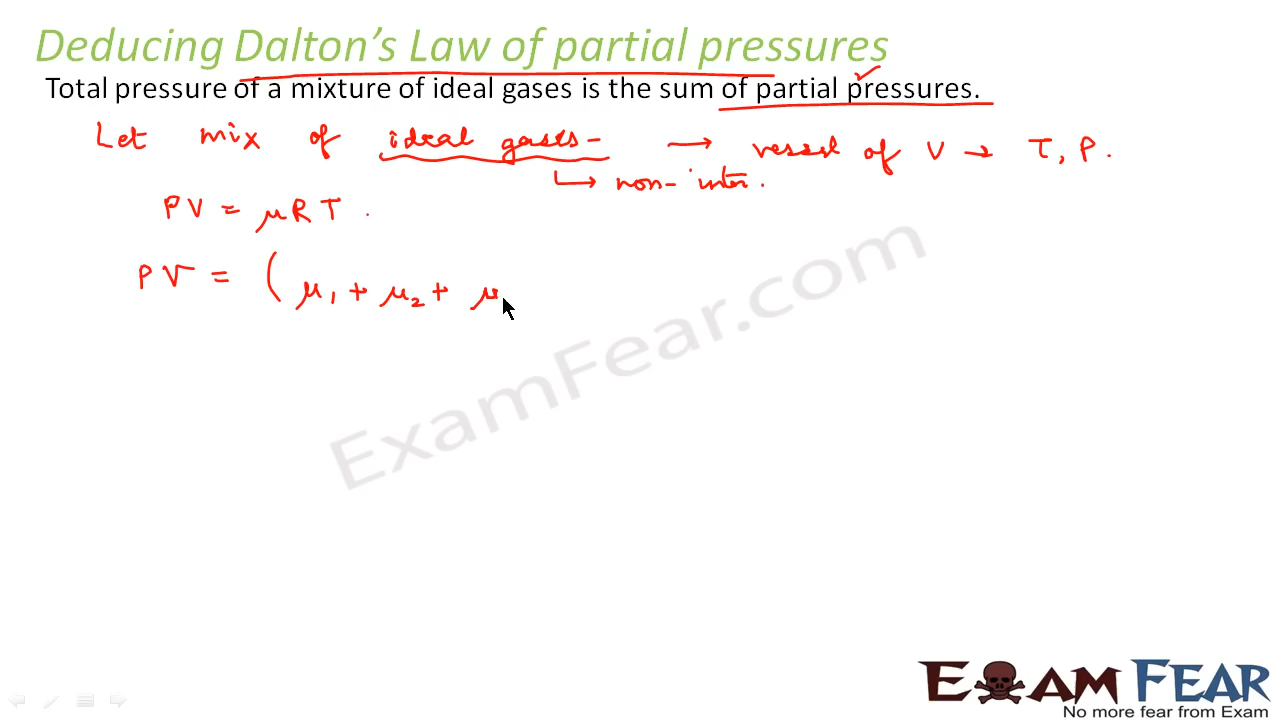 Deducing Dalton's Law of partial pressures
Total pressure of a mixture of ideal gases is the sum of partial pressures.
Let mix of ideal gases- → vessel of V → T, P.
↳ non-inter.
PV = μRT.
PV = ( μ₁ + μ₂ + μ
ExamFear.com
EXAM FEAR
No more fear from Exam